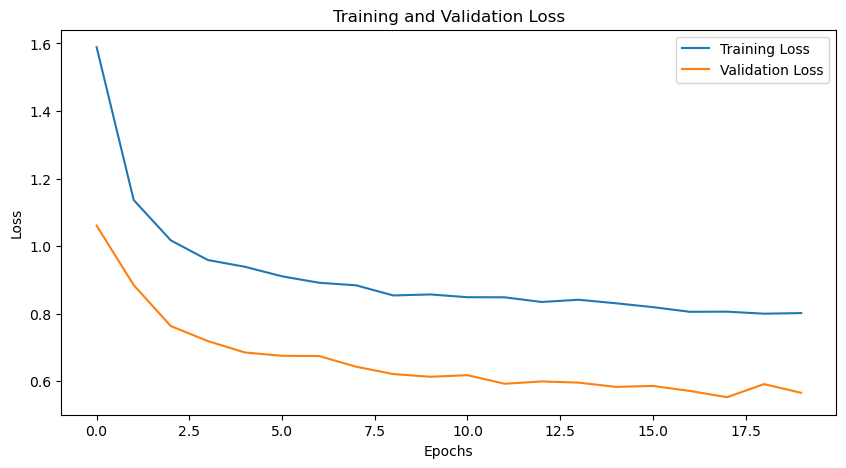 Training and Validation Loss
Training Loss
Validation Loss
1.6
1.4
1.2
1.0
0.8
0.6
Loss
0.0
2.5
5.0
7.5
10.0
12.5
15.0
17.5
Epochs